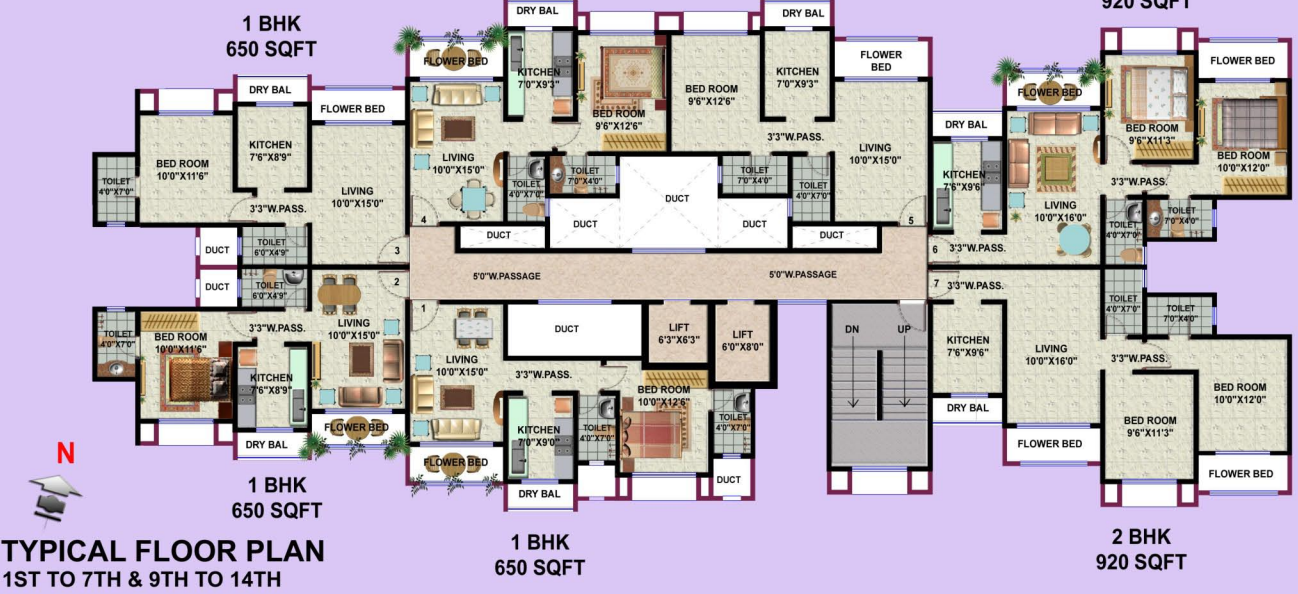 920 SQFT
1 BHK
650 SQFT
DRY BAL
FLOWER BED
BED ROOM
10'0"X11'6"
KITCHEN
7'6"X8'9"
LIVING
10'0"X15'0"
TOILET
4'0"X7'0"
3'3"W.PASS.
TOILET
6'0"X4'9"
DUCT
3
DRY BAL
FLOWER BED
KITCHEN
7'0"X9'3"
BED ROOM
9'6"X12'6"
LIVING
10'0"X15'0"
TOILET
4'0"X7'0"
TOILET
7'0"X4'0"
4
DUCT
DUCT
DUCT
DUCT
DUCT
DRY BAL
FLOWER
BED
BED ROOM
9'6"X12'6"
KITCHEN
7'0"X9'3"
3'3"W.PASS.
LIVING
10'0"X15'0"
TOILET
7'0"X4'0"
TOILET
4'0"X7'0"
5
FLOWER BED
FLOWER BED
DRY BAL
BED ROOM
9'6"X11'3"
BED ROOM
10'0"X12'0"
KITCHEN
7'6"X9'6"
LIVING
10'0"X16'0"
3'3"W.PASS.
TOILET
4'0"X7'0"
TOILET
7'0"X4'0"
6
3'3"W.PASS.
5'0"W.PASSAGE
5'0"W.PASSAGE
DUCT
TOILET
6'0"X4'9"
2
TOILET
4'0"X7'0"
BED ROOM
10'0"X11'6"
3'3"W.PASS.
LIVING
10'0"X15'0"
KITCHEN
7'6"X8'9"
FLOWER BED
DRY BAL
1
LIVING
10'0"X15'0"
DUCT
3'3"W.PASS.
LIFT
6'3"X6'3"
LIFT
6'0"X8'0"
BED ROOM
10'0"X12'6"
KITCHEN
7'0"X9'0"
TOILET
4'0"X7'0"
TOILET
4'0"X7'0"
FLOWER BED
DRY BAL
DUCT
DN
UP
7
3'3"W.PASS.
KITCHEN
7'6"X9'6"
LIVING
10'0"X16'0"
TOILET
4'0"X7'0"
TOILET
7'0"X4'0"
3'3"W.PASS.
BED ROOM
10'0"X12'0"
BED ROOM
9'6"X11'3"
DRY BAL
FLOWER BED
FLOWER BED
N
1 BHK
650 SQFT
1 BHK
650 SQFT
2 BHK
920 SQFT
TYPICAL FLOOR PLAN
1ST TO 7TH & 9TH TO 14TH